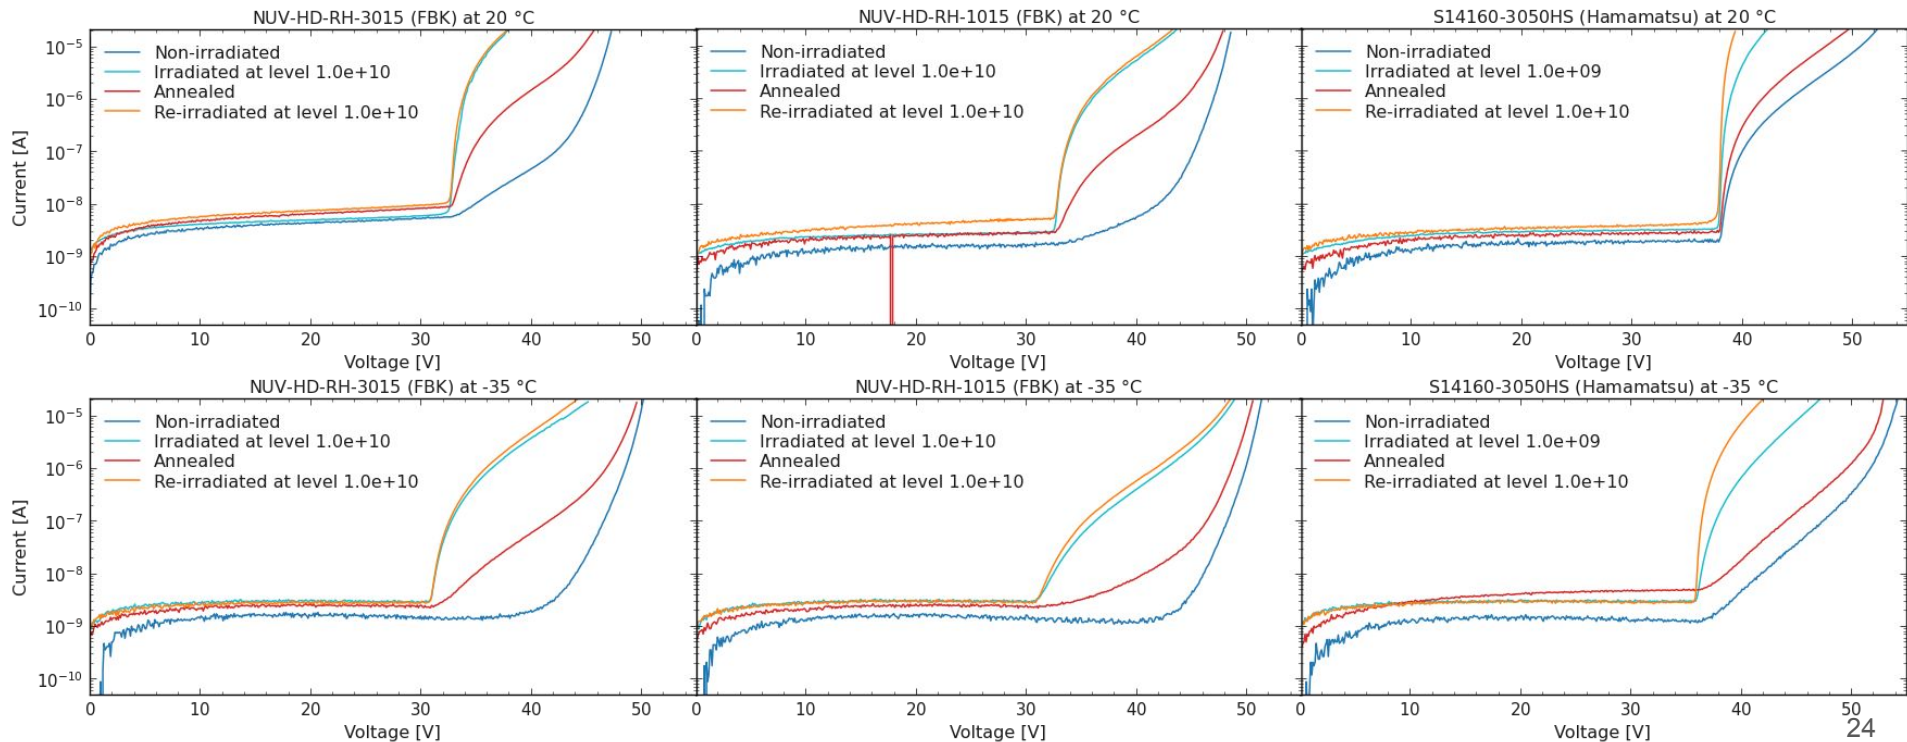 NUV-HD-RH-3015 (FBK) at 20 °C
Non-irradiated
Irradiated at level 1.0e+10
Annealed
Re-irradiated at level 1.0e+10
Current [A]
10⁻⁵
10⁻⁶
10⁻⁷
10⁻⁸
10⁻⁹
10⁻¹⁰
0 10 20 30 40 50
Voltage [V]
NUV-HD-RH-1015 (FBK) at 20 °C
Non-irradiated
Irradiated at level 1.0e+10
Annealed
Re-irradiated at level 1.0e+10
0 10 20 30 40 50
Voltage [V]
S14160-3050HS (Hamamatsu) at 20 °C
Non-irradiated
Irradiated at level 1.0e+09
Annealed
Re-irradiated at level 1.0e+10
0 10 20 30 40 50
Voltage [V]
NUV-HD-RH-3015 (FBK) at -35 °C
Non-irradiated
Irradiated at level 1.0e+10
Annealed
Re-irradiated at level 1.0e+10
Current [A]
10⁻⁵
10⁻⁶
10⁻⁷
10⁻⁸
10⁻⁹
10⁻¹⁰
0 10 20 30 40 50
Voltage [V]
NUV-HD-RH-1015 (FBK) at -35 °C
Non-irradiated
Irradiated at level 1.0e+10
Annealed
Re-irradiated at level 1.0e+10
0 10 20 30 40 50
Voltage [V]
S14160-3050HS (Hamamatsu) at -35 °C
Non-irradiated
Irradiated at level 1.0e+09
Annealed
Re-irradiated at level 1.0e+10
0 10 20 30 40 50
Voltage [V]
24